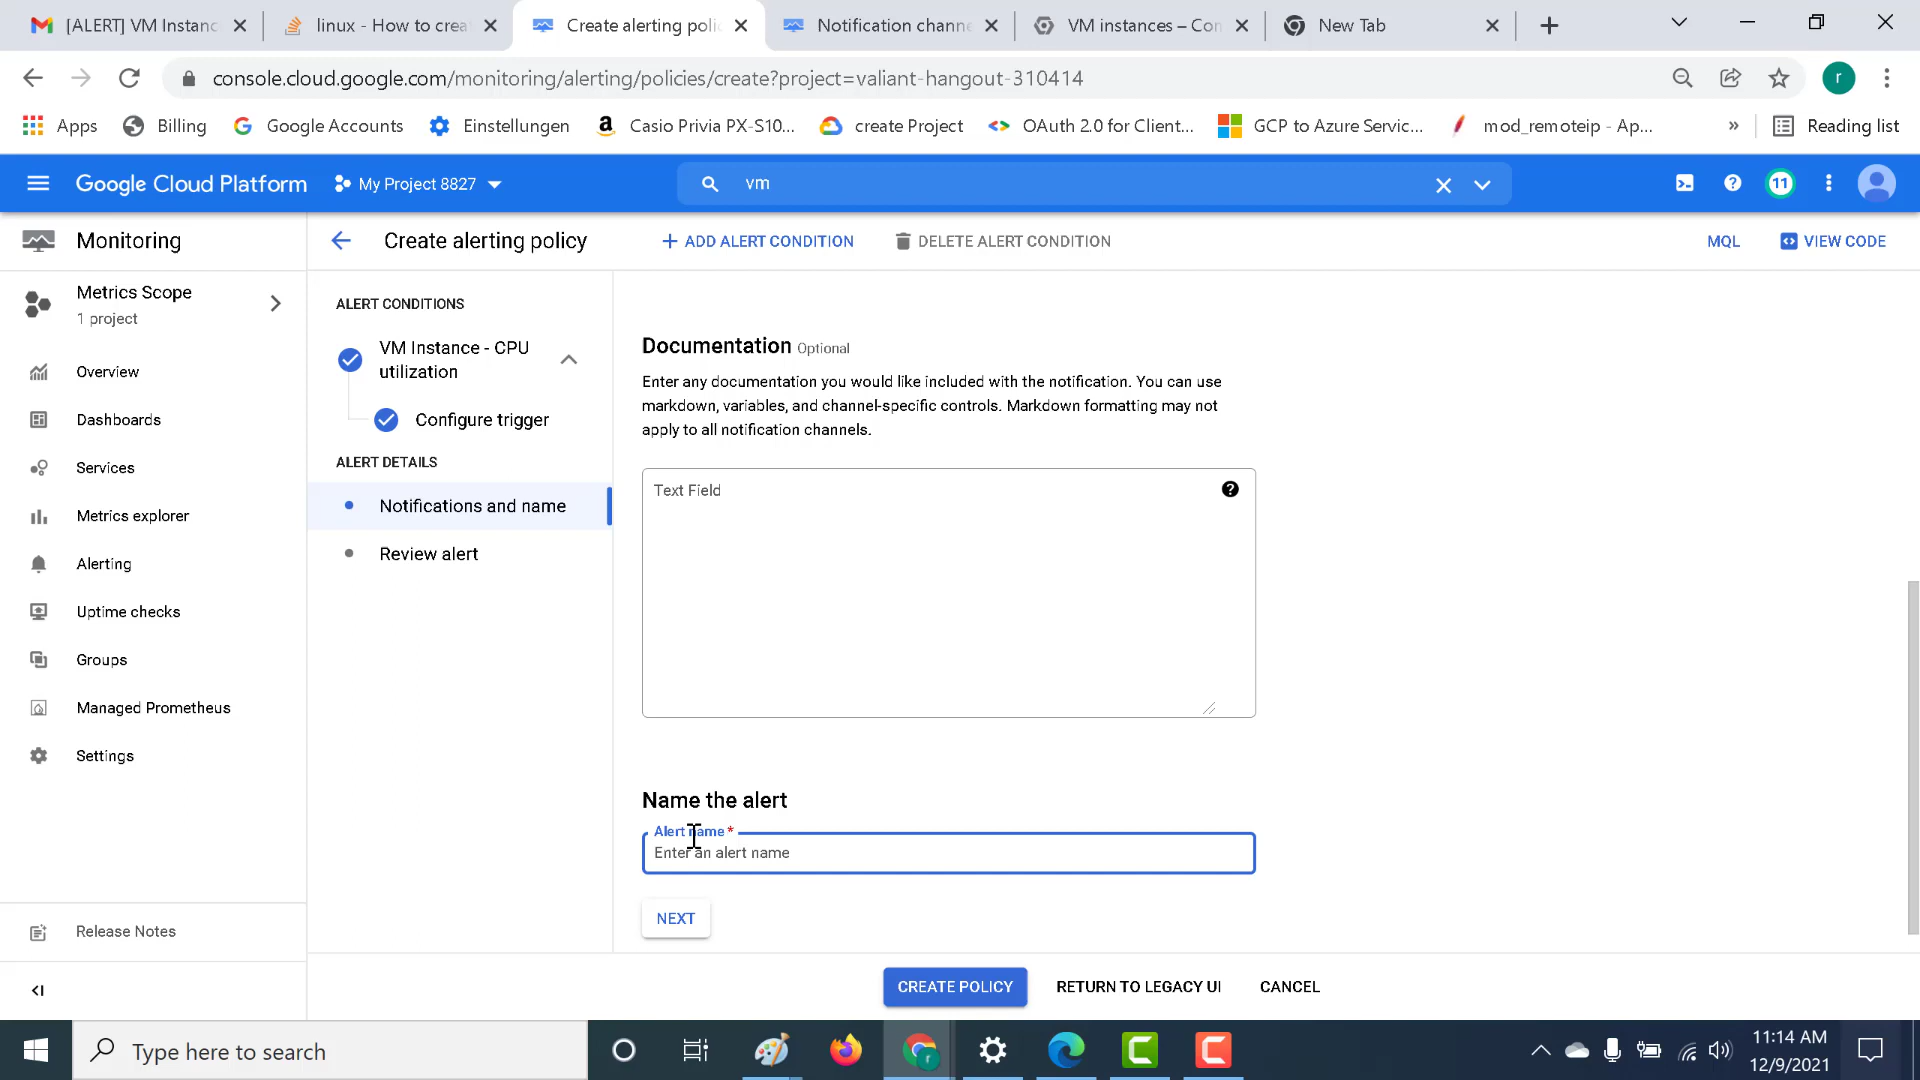 [ALERT] VM Instanc
linux - How to crea
Create alerting poli
Notification channe
VM instances – Con
New Tab
console.cloud.google.com/monitoring/alerting/policies/create?project=valiant-hangout-310414
r
Apps
Billing
Google Accounts
Einstellungen
Casio Privia PX-S10...
create Project
OAuth 2.0 for Client...
GCP to Azure Servic...
mod_remoteip - Ap...
»
Reading list
Google Cloud Platform
My Project 8827
vm
11
Monitoring
Create alerting policy
ADD ALERT CONDITION
DELETE ALERT CONDITION
MQL
VIEW CODE
Metrics Scope
1 project
Overview
Dashboards
Services
Metrics explorer
Alerting
Uptime checks
Groups
Managed Prometheus
Settings
Release Notes
ALERT CONDITIONS
VM Instance - CPU
utilization
Configure trigger
ALERT DETAILS
Notifications and name
Review alert
Documentation Optional
Enter any documentation you would like included with the notification. You can use
markdown, variables, and channel-specific controls. Markdown formatting may not
apply to all notification channels.
Text Field
Name the alert
Alert name *
Enter an alert name
NEXT
CREATE POLICY
RETURN TO LEGACY UI
CANCEL
Type here to search
11:14 AM
12/9/2021